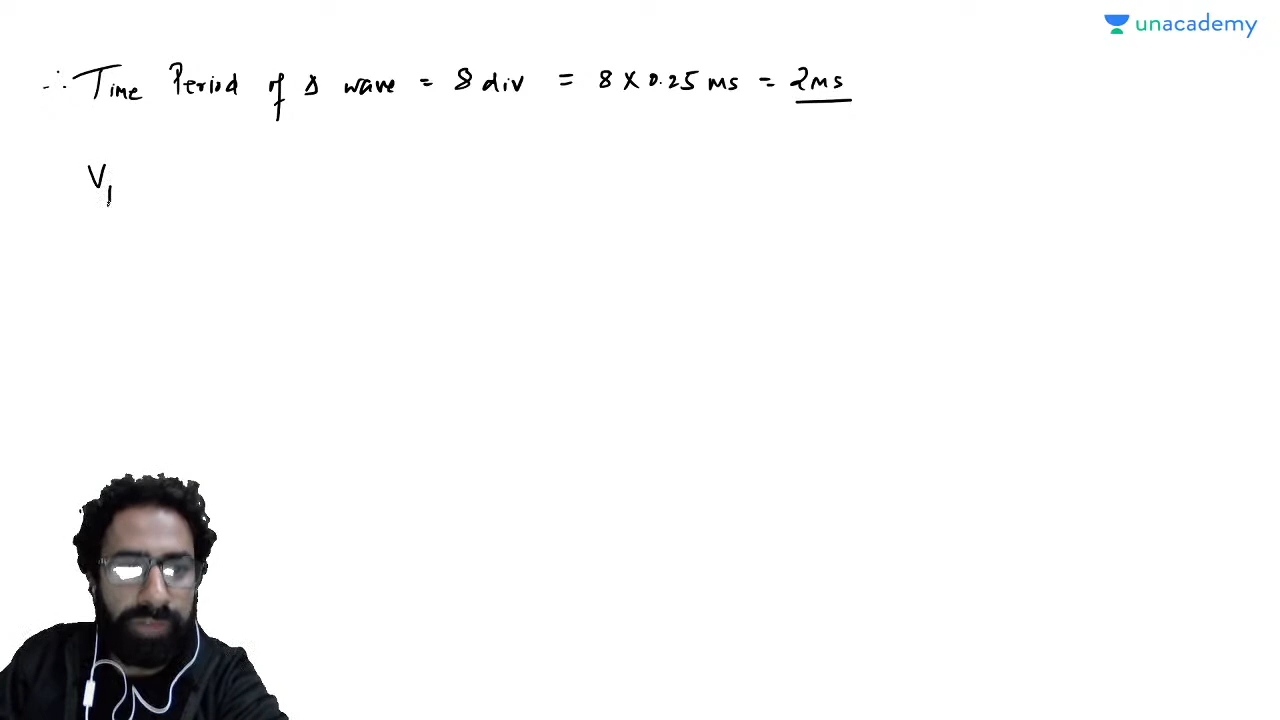 unacademy
∴ Time Period of Δ wave = 8 div = 8 X 0.25 ms = 2ms
V1